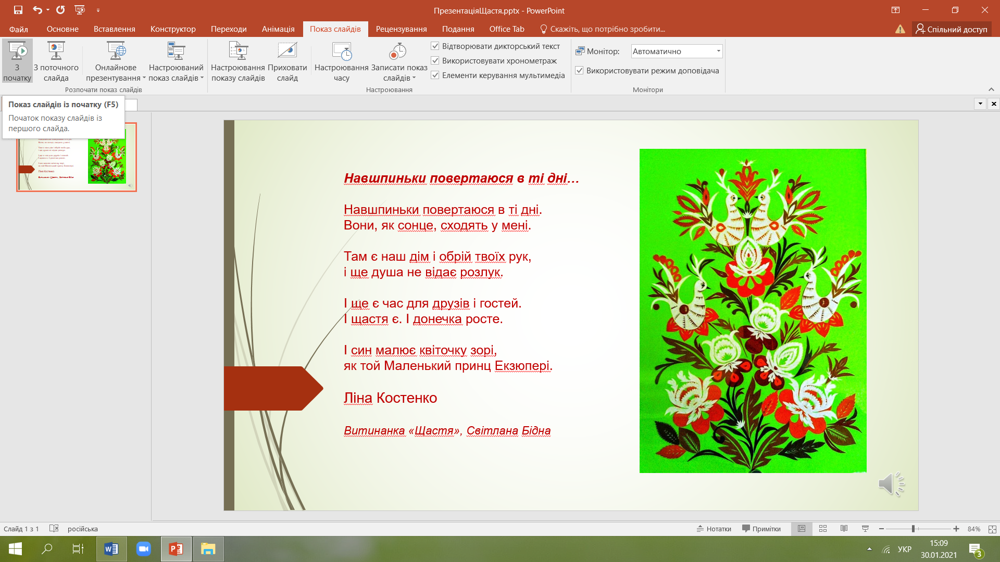 ПрезентаціяЩастя.pptx - PowerPoint
Файл Основне Вставлення Конструктор Переходи Анімація Показ слайдів Рецензування Подання Office Tab Скажіть, що потрібно зробити... Спільний доступ
З початку
З поточного слайда
Онлайнове презентування
Настроюваний показ слайдів
Розпочати показ слайдів
Настроювання показу слайдів
Приховати слайд
Настроювання часу
Записати показ слайдів
Відтворювати дикторський текст
Використовувати хронометраж
Елементи керування мультимедіа
Настроювання
Монітор: Автоматично
Використовувати режим доповідача
Монітори
Показ слайдів із початку (F5)
Початок показу слайдів із
першого слайда.
Навшпиньки повертаюся в ті дні…
Навшпиньки повертаюся в ті дні.
Вони, як сонце, сходять у мені.
Там є наш дім і обрій твоїх рук,
і ще душа не відає розлук.
І ще є час для друзів і гостей.
І щастя є. І донечка росте.
І син малює квіточку зорі,
як той Маленький принц Екзюпері.
Ліна Костенко
Витинанка «Щастя», Світлана Бідна
Слайд 1 з 1 російська Нотатки Примітки 84%
УКР
15:09
30.01.2021
3